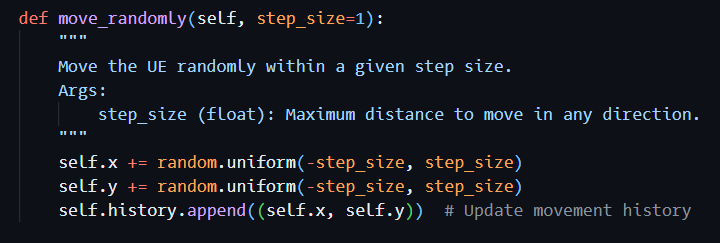 def move_randomly(self, step_size=1):
    """
    Move the UE randomly within a given step size.
    Args:
        step_size (float): Maximum distance to move in any direction.
    """
    self.x += random.uniform(-step_size, step_size)
    self.y += random.uniform(-step_size, step_size)
    self.history.append((self.x, self.y))  # Update movement history